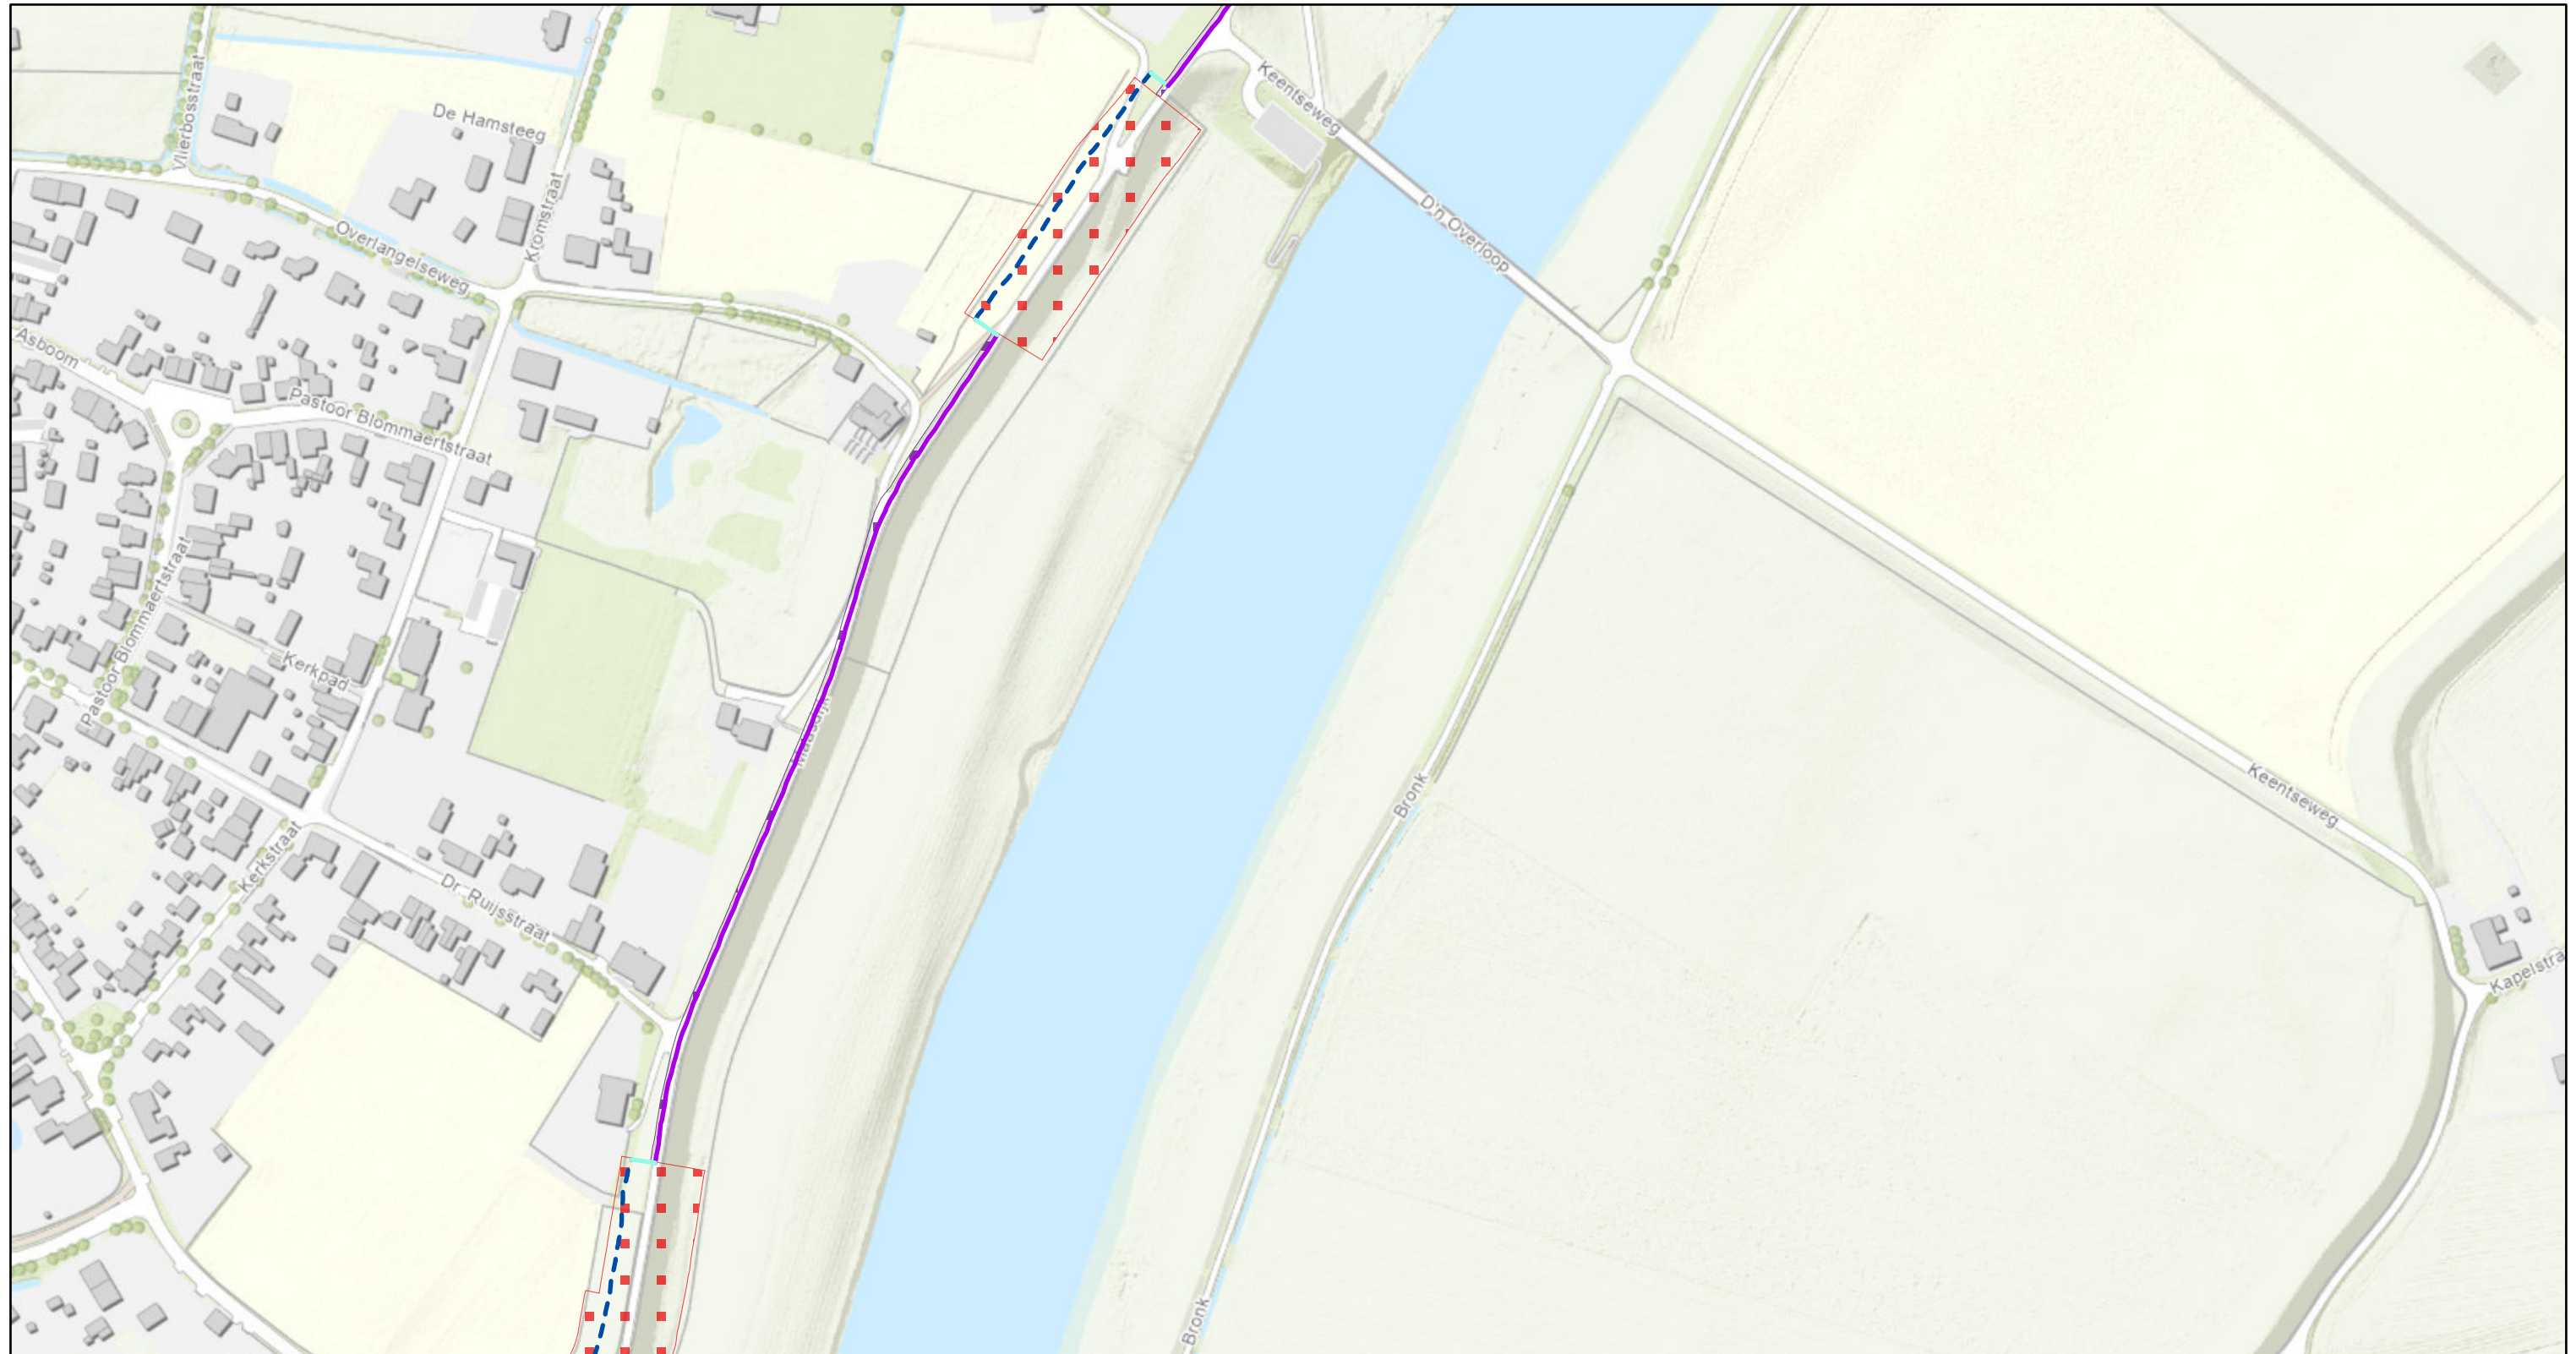 Vlierbosstraat
De Hamsteeg
Kromstraat
Overlangelseweg
Keentseweg
D'n Overloop
Asboom
Pastoor Blommaertstraat
Pastoor Blommaertstraat
Kerkpad
Maasdijk
Keentseweg
Bronk
Kerkstraat
Dr. Ruijsstraat
Kapelstra
Bronk